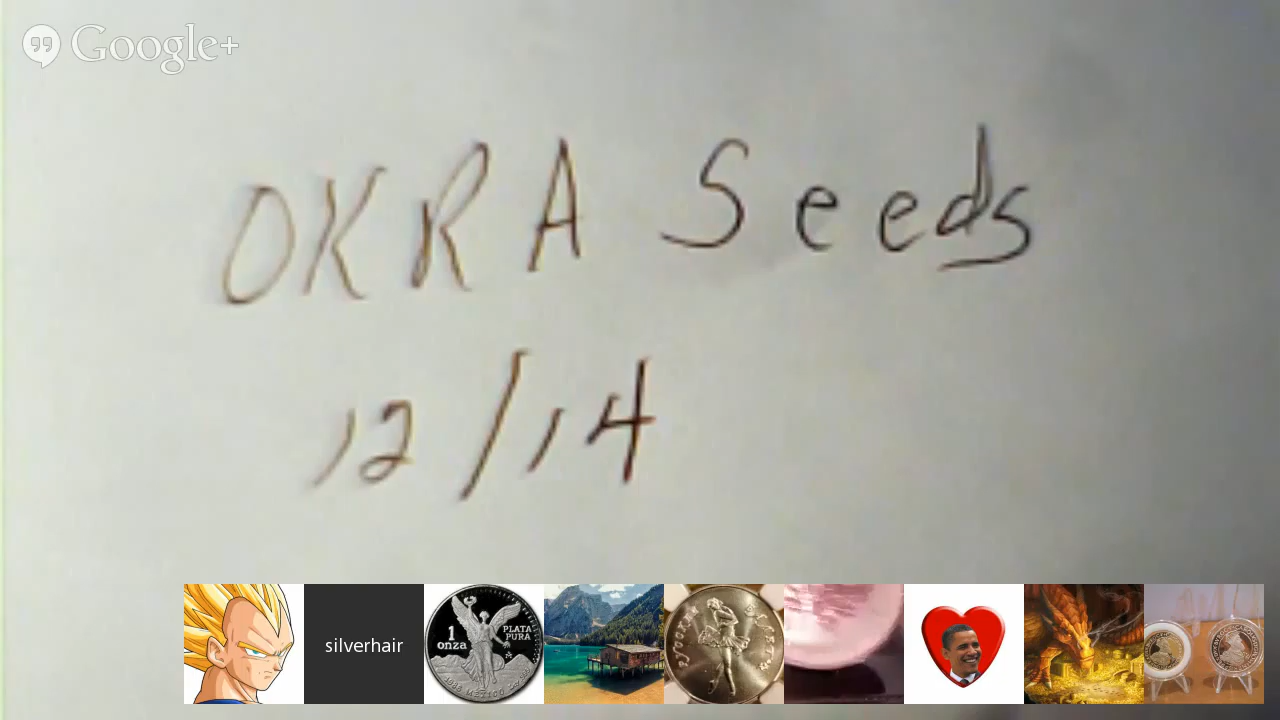 Google+
OKRA Seeds
12/14
silverhair
1
onza
PLATA
PURA